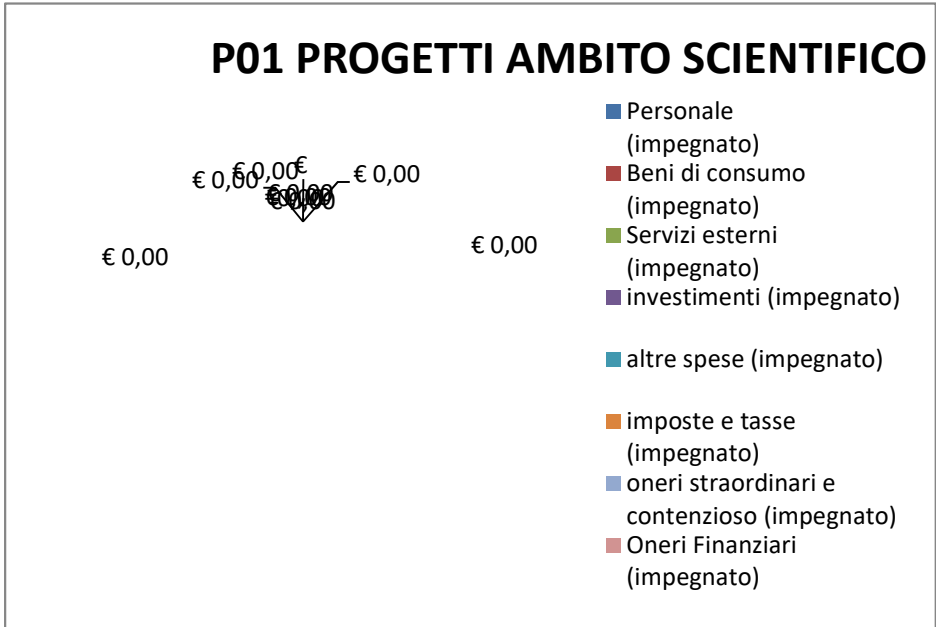 P01 PROGETTI AMBITO SCIENTIFICO
Personale
(impegnato)
Beni di consumo
(impegnato)
Servizi esterni
(impegnato)
investimenti (impegnato)
altre spese (impegnato)
imposte e tasse
(impegnato)
oneri straordinari e
contenzioso (impegnato)
Oneri Finanziari
(impegnato)
€ 0,00
€ 0,00
€
€ 0,00
€ 0,00
€ 0,00